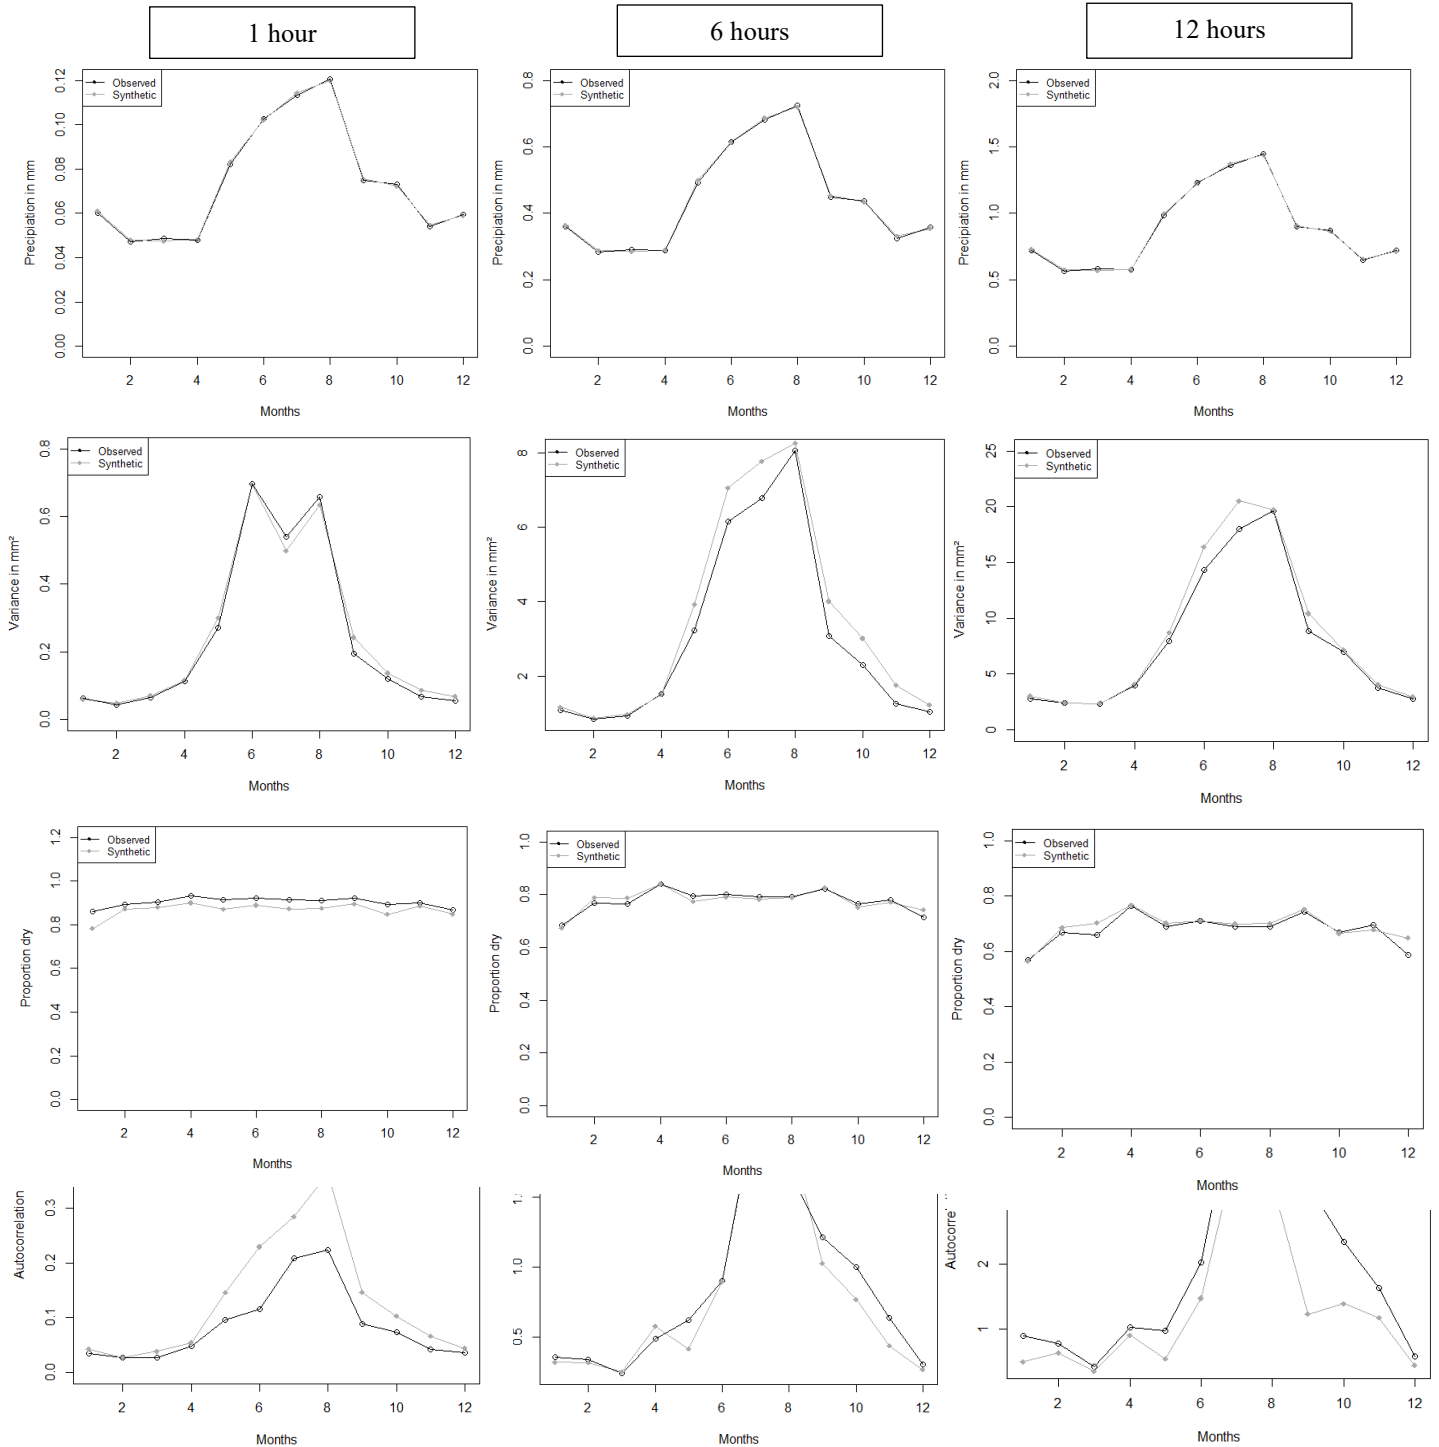 1 hour
6 hours
12 hours
Observed
Synthetic
Precipiation in mm
0.00 0.02 0.04 0.06 0.08 0.10 0.12
2 4 6 8 10 12
Months
Observed
Synthetic
Precipiation in mm
0.0 0.2 0.4 0.6 0.8
2 4 6 8 10 12
Months
Observed
Synthetic
Precipiation in mm
0.0 0.5 1.0 1.5 2.0
2 4 6 8 10 12
Months
Observed
Synthetic
Variance in mm²
0.0 0.2 0.4 0.6 0.8
2 4 6 8 10 12
Months
Observed
Synthetic
Variance in mm²
2 4 6 8
2 4 6 8 10 12
Months
Observed
Synthetic
Variance in mm²
0 5 10 15 20 25
2 4 6 8 10 12
Months
Observed
Synthetic
Proportion dry
0.0 0.2 0.4 0.6 0.8 1.0 1.2
2 4 6 8 10 12
Months
Observed
Synthetic
Proportion dry
0.0 0.2 0.4 0.6 0.8 1.0
2 4 6 8 10 12
Months
Observed
Synthetic
Proportion dry
0.0 0.2 0.4 0.6 0.8 1.0
2 4 6 8 10 12
Months
Autocorrelation
0.0 0.1 0.2 0.3
2 4 6 8 10 12
Months
0.5 1.0
2 4 6 8 10 12
Months
Autocorre
1 2
2 4 6 8 10 12
Months